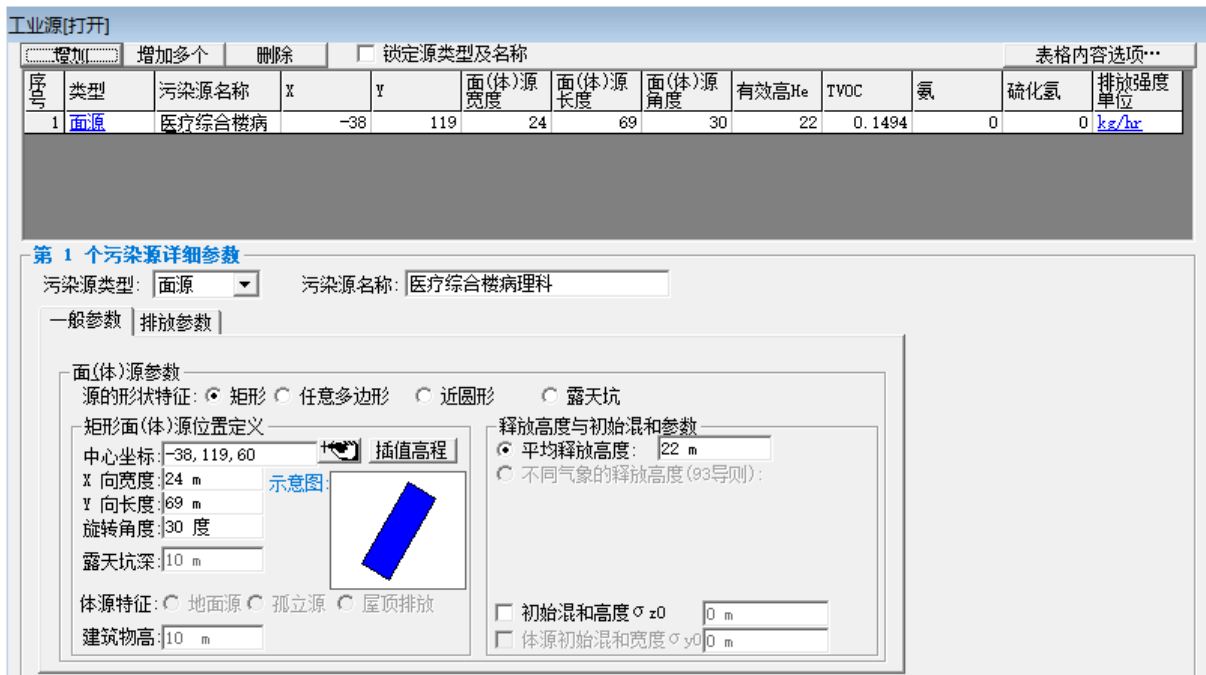 工业源[打开]
增加 增加多个 删除 锁定源类型及名称 表格内容选项…
序号 类型 污染源名称 X Y 面(体)源宽度 面(体)源长度 面(体)源角度 有效高He TVOC 氨 硫化氢 排放强度单位
1 面源 医疗综合楼病 -38 119 24 69 30 22 0.1494 0 0 kg/hr
第 1 个污染源详细参数
污染源类型: 面源 污染源名称: 医疗综合楼病理科
一般参数 排放参数
面(体)源参数
源的形状特征: 矩形 任意多边形 近圆形 露天坑
矩形面(体)源位置定义 释放高度与初始混和参数
中心坐标: -38,119,60 插值高程 平均释放高度: 22 m
X 向宽度: 24 m 示意图: 不同气象的释放高度(93导则):
Y 向长度: 69 m
旋转角度: 30 度
露天坑深: 10 m
体源特征: 地面源 孤立源 屋顶排放 初始混和高度σz0 0 m
建筑物高: 10 m 体源初始混和宽度σy0 0 m